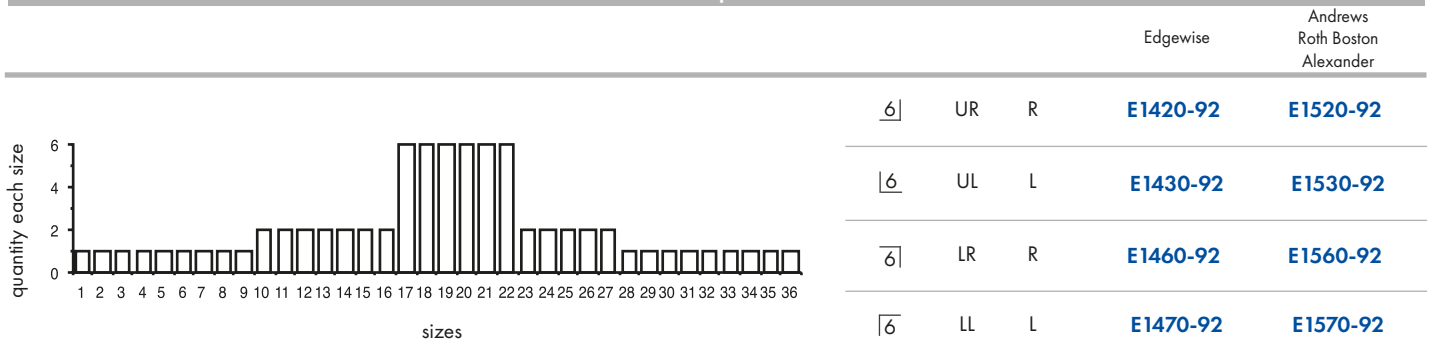 Edgewise
Andrews
Roth Boston
Alexander
quantity each size
6
4
2
0
1 2 3 4 5 6 7 8 9 10 11 12 13 14 15 16 17 18 19 20 21 22 23 24 25 26 27 28 29 30 31 32 33 34 35 36
sizes
6 UR R E1420-92 E1520-92
6 UL L E1430-92 E1530-92
6 LR R E1460-92 E1560-92
6 LL L E1470-92 E1570-92